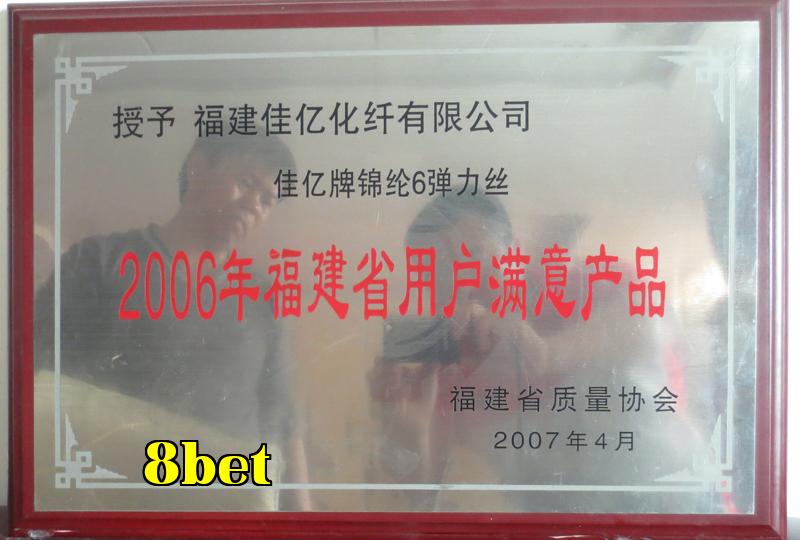 授予 福建佳亿化纤有限公司
佳亿牌锦纶6弹力丝
2006年福建省用户满意产品
福建省质量协会
2007年4月
8bet